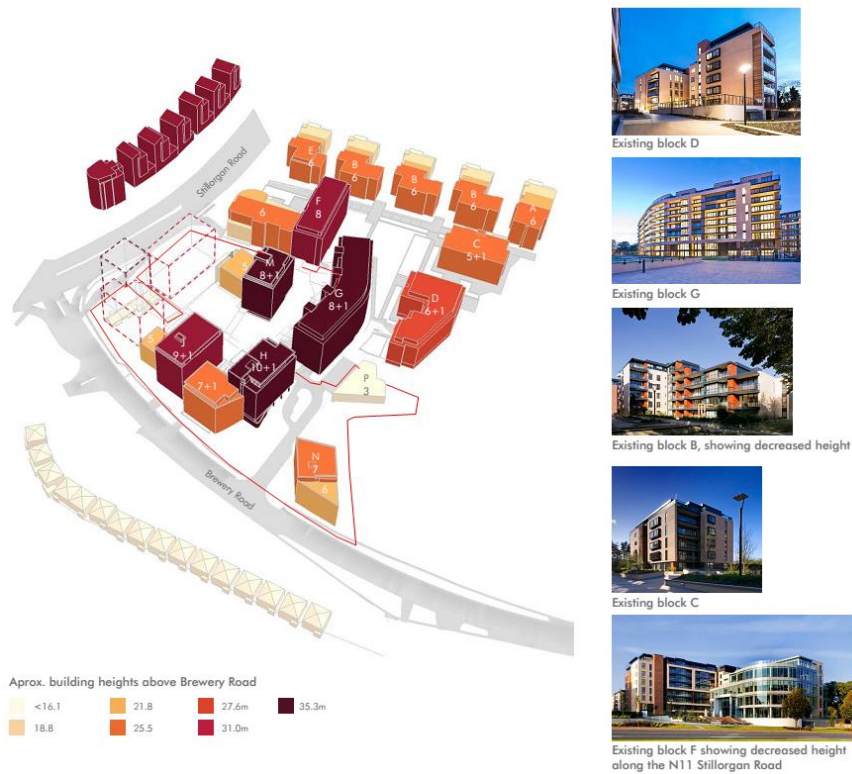 Stillorgan Road
E
6
B
6
B
6
B
6
A
6
F
8
6
C
5+1
M
8+1
5
G
8+1
D
6+1
5
J
9+1
H
10+1
7+1
P
3
N
7
6
Brewery Road
Aprox. building heights above Brewery Road
<16.1
21.8
27.6m
35.3m
18.8
25.5
31.0m
Existing block D
Existing block G
Existing block B, showing decreased height
Existing block C
Existing block F showing decreased height
along the N11 Stillorgan Road